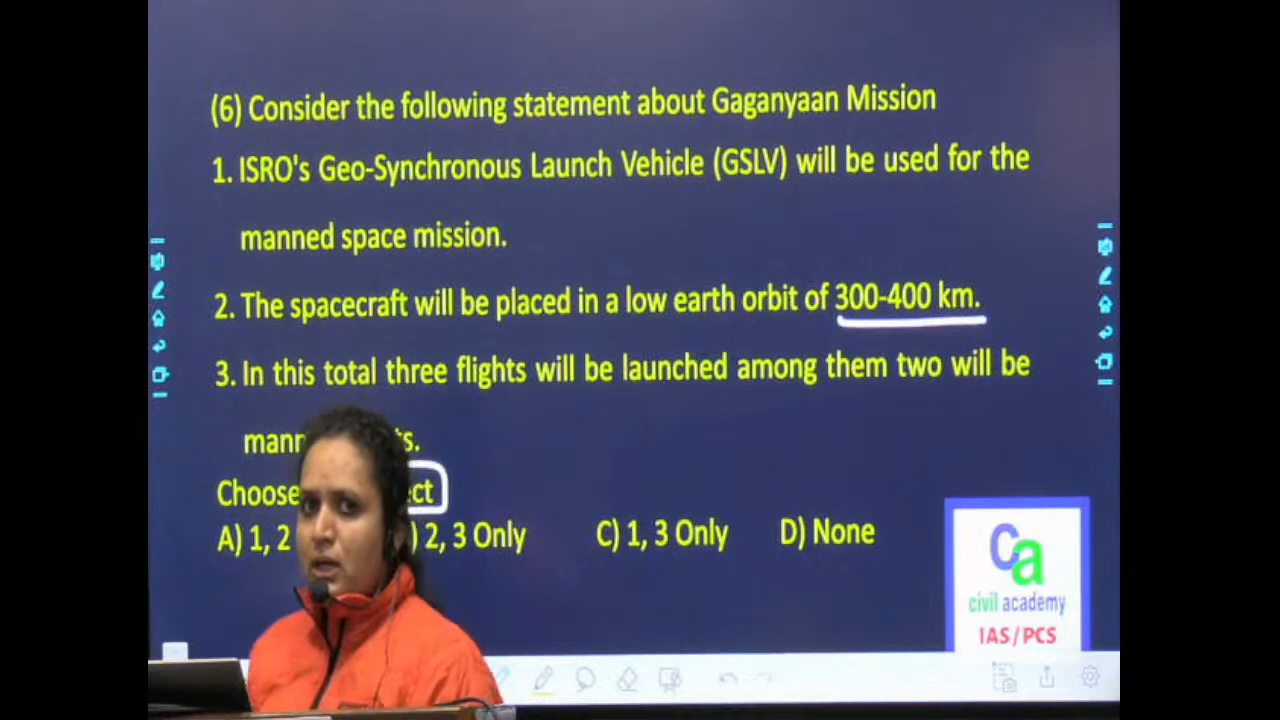 (6) Consider the following statement about Gaganyaan Mission
1. ISRO's Geo-Synchronous Launch Vehicle (GSLV) will be used for the
manned space mission.
2. The spacecraft will be placed in a low earth orbit of 300-400 km.
3. In this total three flights will be launched among them two will be
Choose
A) 1, 2 ) 2, 3 Only C) 1, 3 Only D) None
Ca
civil academy
IAS/PCS